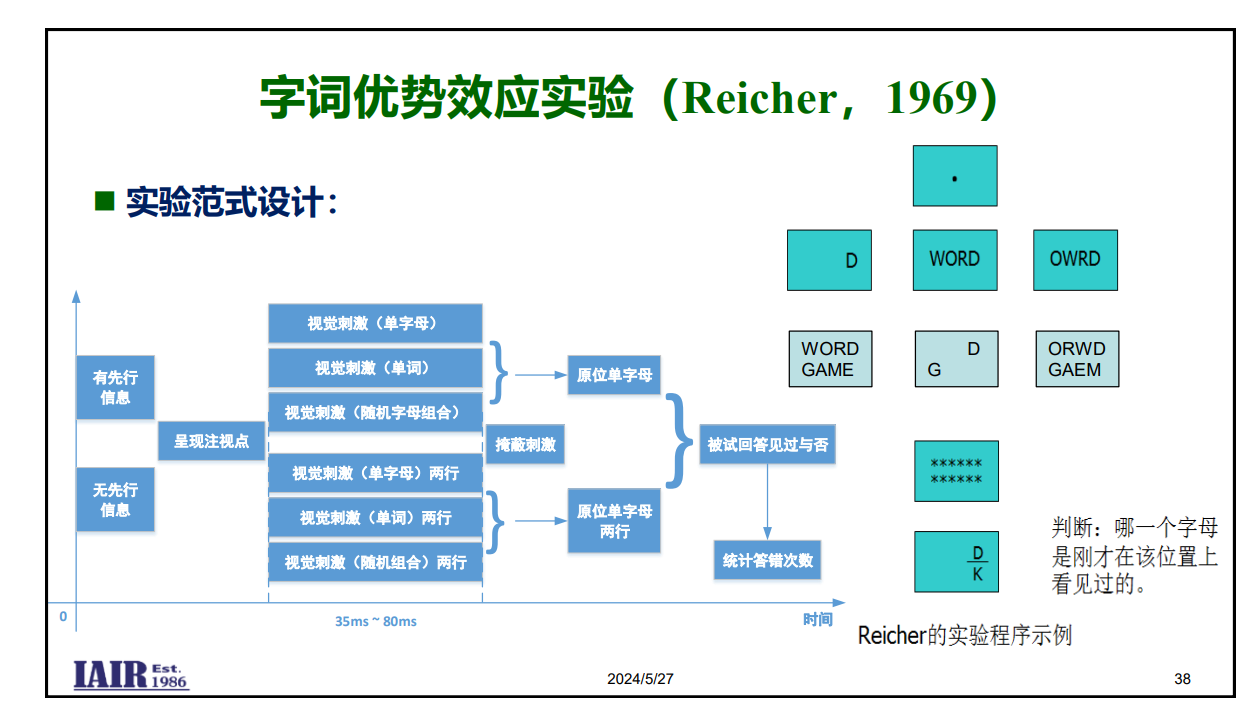 字词优势效应实验（Reicher，1969）
实验范式设计：
有先行
信息
无先行
信息
呈现注视点
视觉刺激（单字母）
视觉刺激（单词）
视觉刺激（随机字母组合）
视觉刺激（单字母）两行
视觉刺激（单词）两行
视觉刺激（随机组合）两行
掩蔽刺激
原位单字母
原位单字母
两行
被试回答见过与否
统计答错次数
0
35ms ~ 80ms
时间
D
WORD
OWRD
WORD
GAME
D
G
ORWD
GAEM
******
******
D
K
判断：哪一个字母
是刚才在该位置上
看见过的。
Reicher的实验程序示例
IAIR Est.
1986
2024/5/27
38